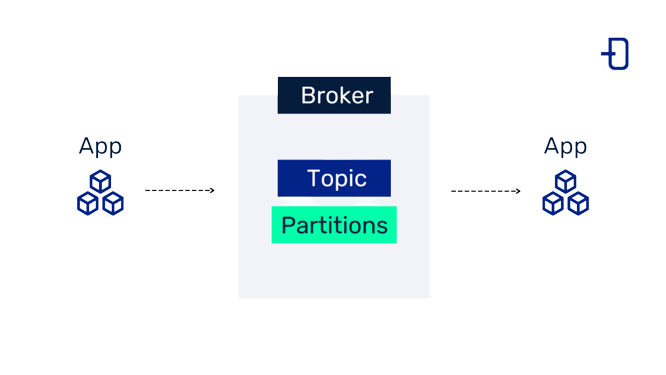 Broker
App
Topic
Partitions
App